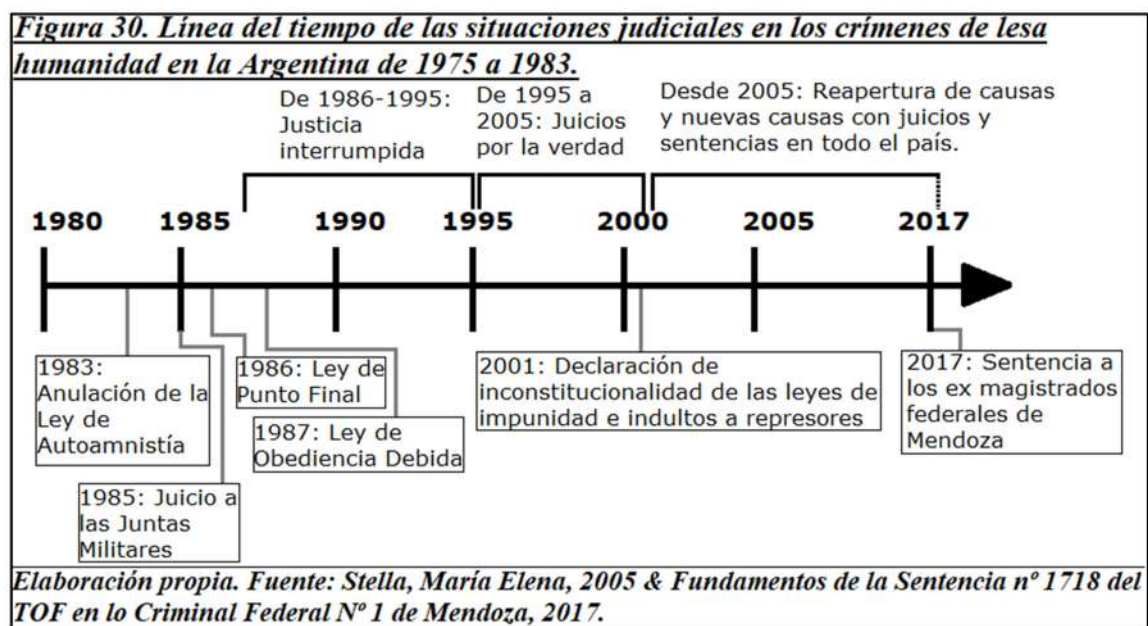 Figura 30. Línea del tiempo de las situaciones judiciales en los crímenes de lesa
humanidad en la Argentina de 1975 a 1983.
De 1986-1995:
Justicia
interrumpida
De 1995 a
2005: Juicios
por la verdad
Desde 2005: Reapertura de causas
y nuevas causas con juicios y
sentencias en todo el país.
1980
1985
1990
1995
2000
2005
2017
1983:
Anulación de la
Ley de
Autoamnistía
1985: Juicio a
las Juntas
Militares
1986: Ley de
Punto Final
1987: Ley de
Obediencia Debida
2001: Declaración de
inconstitucionalidad de las leyes de
impunidad e indultos a represores
2017: Sentencia a
los ex magistrados
federales de
Mendoza
Elaboración propia. Fuente: Stella, María Elena, 2005 & Fundamentos de la Sentencia nº 1718 del
TOF en lo Criminal Federal Nº 1 de Mendoza, 2017.